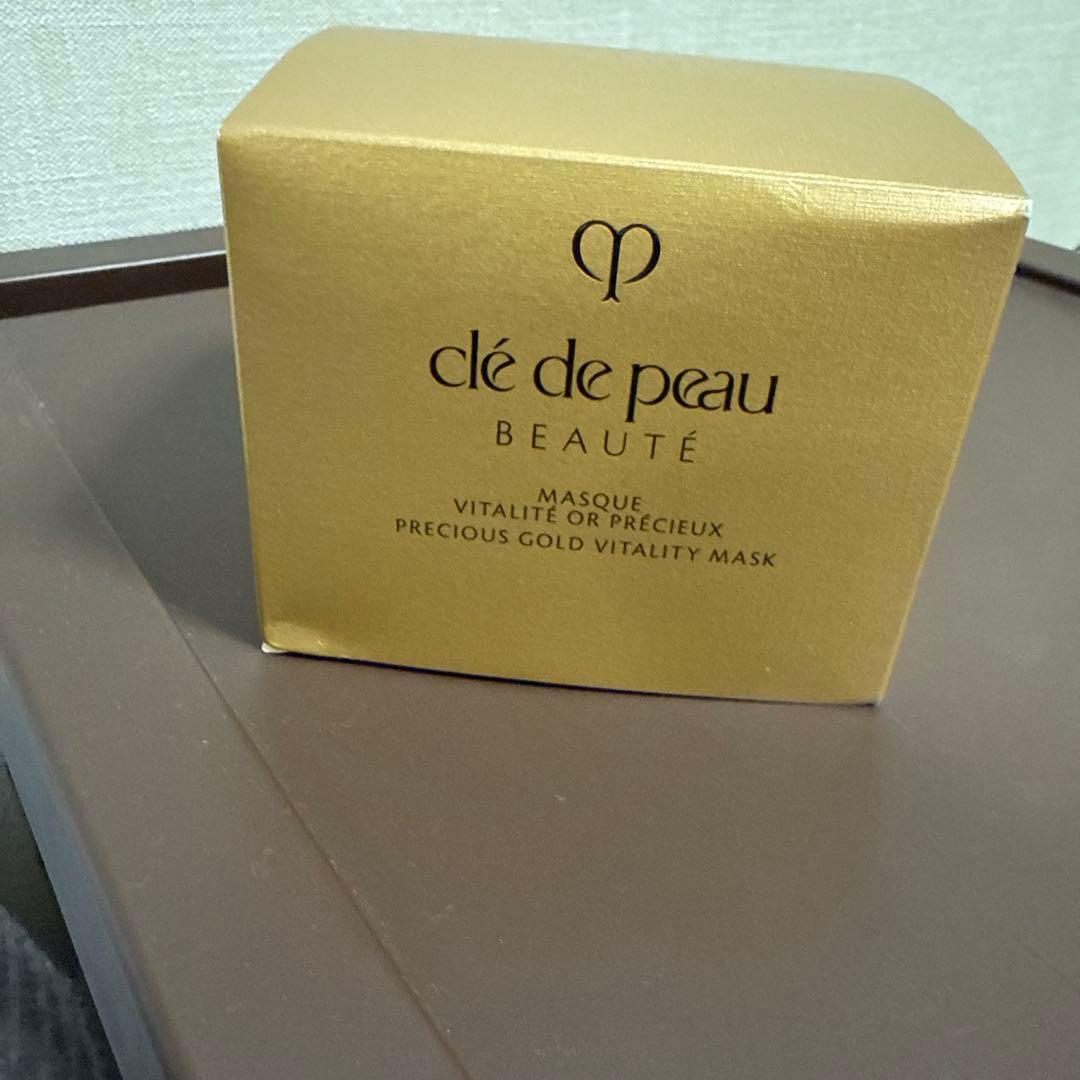 clé de peau
BEAUTÉ
MASQUE
VITALITÉ OR PRÉCIEUX
PRECIOUS GOLD VITALITY MASK